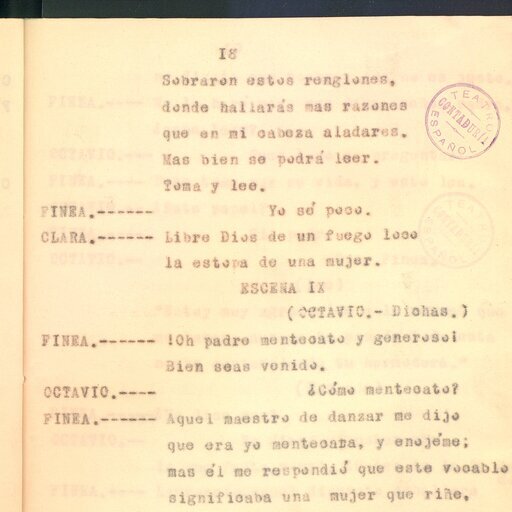 18
Sobraron estos renglones,
donde hallarás mas razones
que en mi cabeza aladares.
Mas bien se podrá leer.
Toma y lee.
FINEA.------ Yo sé poco.
CLARA.------ Libre Dios de un fuego loco
la estopa de una mujer.
ESCENA IX
(OCTAVIO.- Dichas.)
FINEA.------ !Oh padre mentecato y generoso!
Bien seas venido.
OCTAVIO.---- ¿Cómo mentecato?
FINEA.------ Aquel maestro de danzar me dijo
que era yo mentecara, y enojéme;
mas él me respondió que este vocablo
significaba una mujer que riñe,
TEATRO ESPAÑOL
CONTADURIA